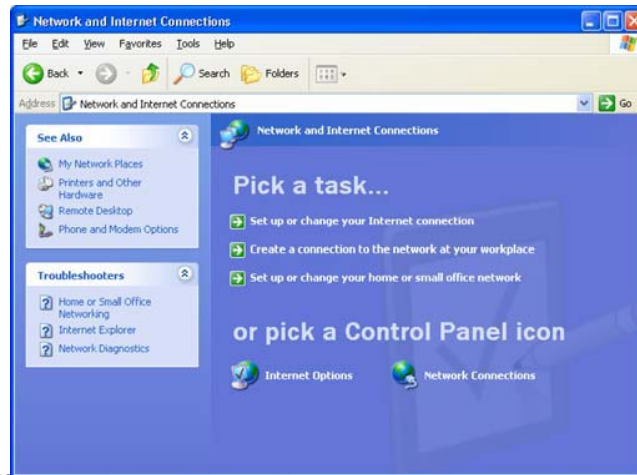 Network and Internet Connections
File Edit View Favorites Tools Help
Back Search Folders
Address Network and Internet Connections Go
See Also
My Network Places
Printers and Other
Hardware
Remote Desktop
Phone and Modem Options
Troubleshooters
Home or Small Office
Networking
Internet Explorer
Network Diagnostics
Network and Internet Connections
Pick a task...
Set up or change your Internet connection
Create a connection to the network at your workplace
Set up or change your home or small office network
or pick a Control Panel icon
Internet Options Network Connections